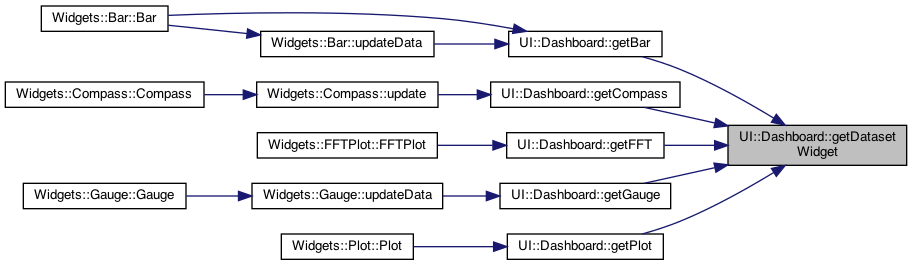 Widgets::Bar::Bar
Widgets::Bar::updateData
UI::Dashboard::getBar
Widgets::Compass::Compass
Widgets::Compass::update
UI::Dashboard::getCompass
UI::Dashboard::getDataset
Widget
Widgets::FFTPlot::FFTPlot
UI::Dashboard::getFFT
Widgets::Gauge::Gauge
Widgets::Gauge::updateData
UI::Dashboard::getGauge
Widgets::Plot::Plot
UI::Dashboard::getPlot